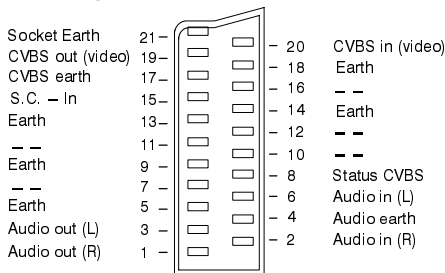 Socket Earth 21 –
20 CVBS in (video)
CVBS out (video) 19 –
– 18 Earth
CVBS earth 17 –
– 16 – –
S.C. – In 15 –
– 14 Earth
Earth 13 –
– 12 – –
– – 11 –
– 10 – –
Earth 9 –
– 8 Status CVBS
– – 7 –
– 6 Audio in (L)
Earth 5 –
– 4 Audio earth
Audio out (L) 3 –
– 2 Audio in (R)
Audio out (R) 1 –